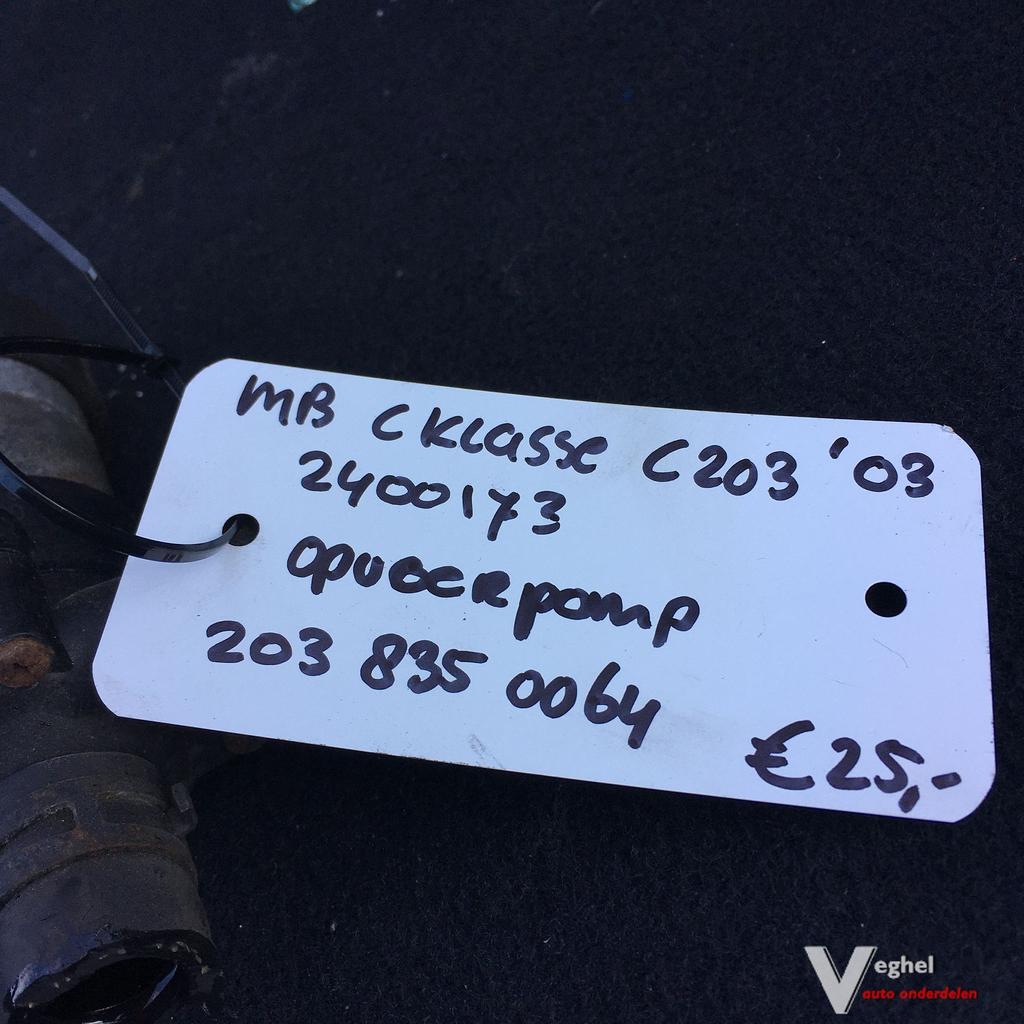 MB C KLASSE C203 '03
2400173
OPVOERPOMP
203 835 0064
€25,-
Veghel
auto onderdelen